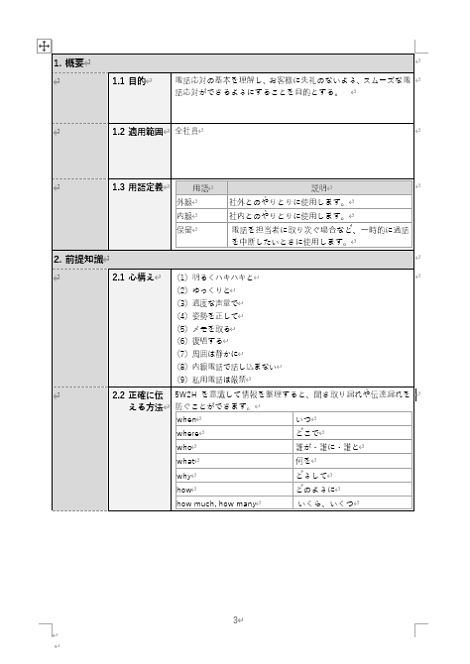 1. 概要
1.1 目的
電話応対の基本を理解し、お客様に失礼のないよう、スムーズな電
話応対ができるようにすることを目的とする。
1.2 適用範囲
全社員
1.3 用語定義
用語 説明
外線 社外とのやりとりに使用します。
内線 社内とのやりとりに使用します。
保留 電話を担当者に取り次ぐ場合など、一時的に通話
を中断したいときに使用します。
2. 前提知識
2.1 心構え
（1）明るくハキハキと
（2）ゆっくりと
（3）適度な声量で
（4）姿勢を正して
（5）メモを取る
（6）復唱する
（7）周囲は静かに
（8）内線電話で話し込まない
（9）私用電話は厳禁
2.2 正確に伝
える方法
5W2H を意識して情報を整理すると、聞き取り漏れや伝達漏れを
防ぐことができます。
when いつ
where どこで
who 誰が・誰に・誰と
what 何を
why どうして
how どのように
how much, how many いくら、いくつ
3